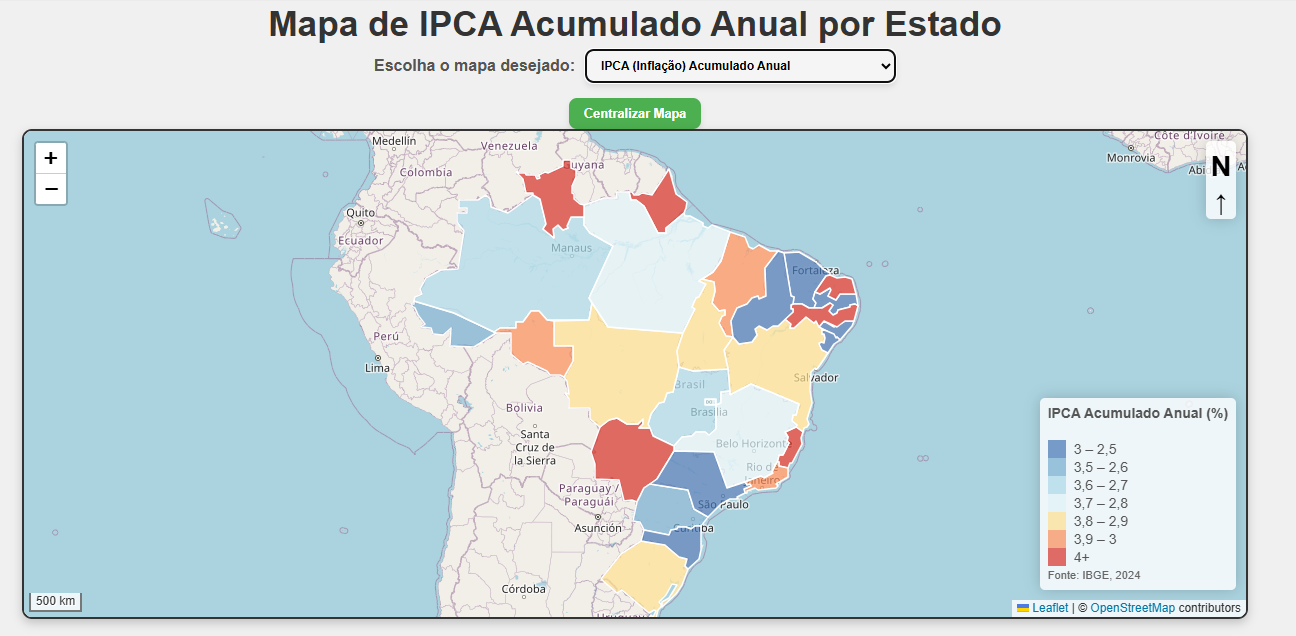 Mapa de IPCA Acumulado Anual por Estado
Escolha o mapa desejado:
IPCA (Inflação) Acumulado Anual
Centralizar Mapa
+
−
N
↑
Medellín
Venezuela
Guyana
Colombia
Quito
Ecuador
Manaus
Fortaleza
Côte d'Ivoire
Monrovia
Perú
Lima
Brasil
Salvador
Brasília
Bolivia
Santa
Cruz de
la Sierra
Belo Horizonte
Rio de
Janeiro
São Paulo
Paraguay /
Paraguái
Asunción
Curitiba
Córdoba
Uruguay
IPCA Acumulado Anual (%)
3 – 2,5
3,5 – 2,6
3,6 – 2,7
3,7 – 2,8
3,8 – 2,9
3,9 – 3
4+
Fonte: IBGE, 2024
500 km
Leaflet | © OpenStreetMap contributors